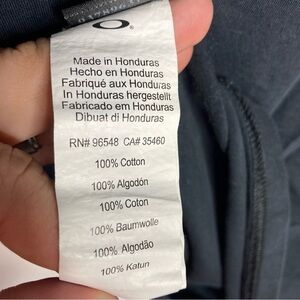 Made in Honduras
Hecho en Honduras
Fabriqué aux Honduras
In Honduras hergestellt
Fabricado em Honduras
Dibuat di Honduras
RN# 96548 CA# 35460
100% Cotton
100% Algodón
100% Coton
100% Baumwolle
100% Algodão
100% Katun